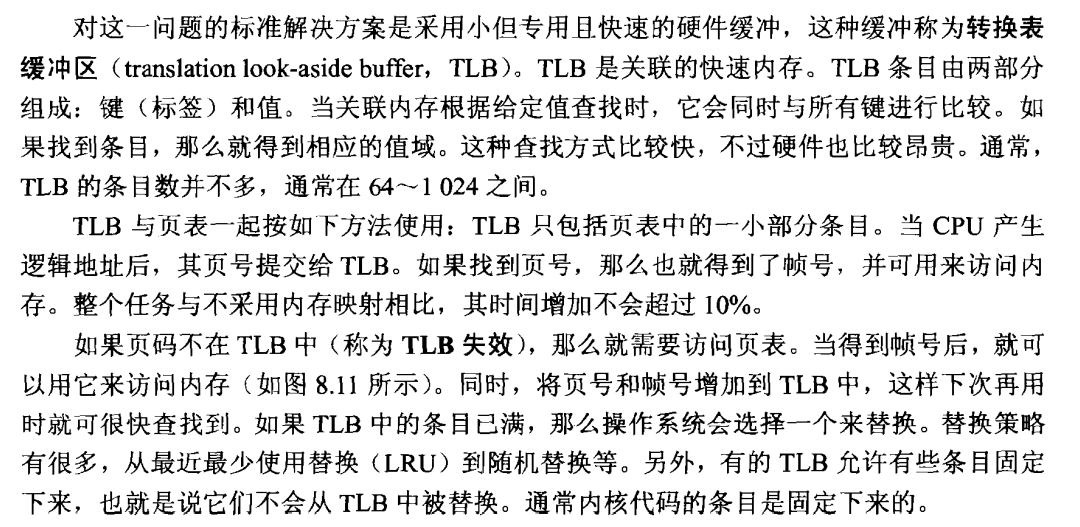 对这一问题的标准解决方案是采用小但专用且快速的硬件缓冲，这种缓冲称为转换表
缓冲区（translation look-aside buffer，TLB）。TLB 是关联的快速内存。TLB 条目由两部分
组成：键（标签）和值。当关联内存根据给定值查找时，它会同时与所有键进行比较。如
果找到条目，那么就得到相应的值域。这种查找方式比较快，不过硬件也比较昂贵。通常，
TLB 的条目数并不多，通常在 64～1 024 之间。
TLB 与页表一起按如下方法使用：TLB 只包括页表中的一小部分条目。当 CPU 产生
逻辑地址后，其页号提交给 TLB。如果找到页号，那么也就得到了帧号，并可用来访问内
存。整个任务与不采用内存映射相比，其时间增加不会超过 10%。
如果页码不在 TLB 中（称为 TLB 失效），那么就需要访问页表。当得到帧号后，就可
以用它来访问内存（如图 8.11 所示）。同时，将页号和帧号增加到 TLB 中，这样下次再用
时就可很快查找到。如果 TLB 中的条目已满，那么操作系统会选择一个来替换。替换策略
有很多，从最近最少使用替换（LRU）到随机替换等。另外，有的 TLB 允许有些条目固定
下来，也就是说它们不会从 TLB 中被替换。通常内核代码的条目是固定下来的。